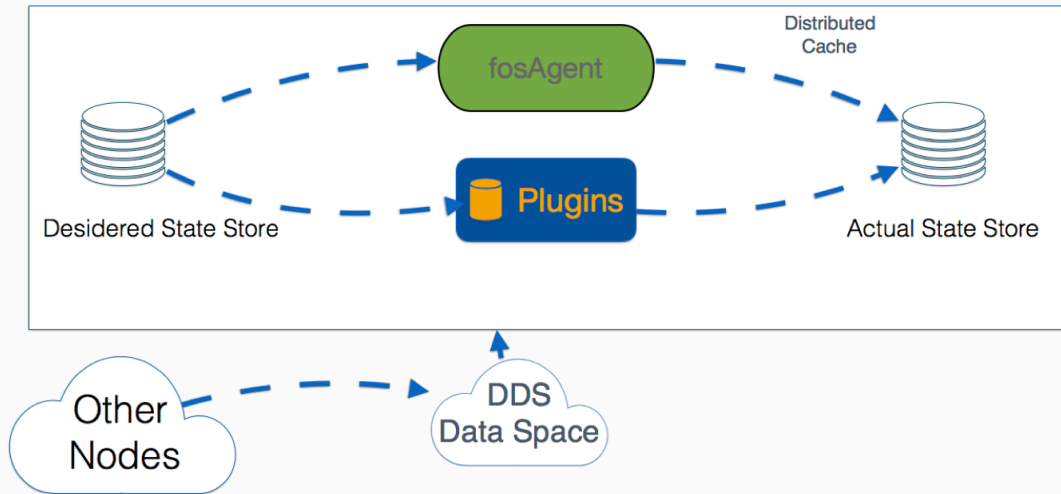 Distributed
Cache
fosAgent
Plugins
Desidered State Store
Actual State Store
Other
Nodes
DDS
Data Space